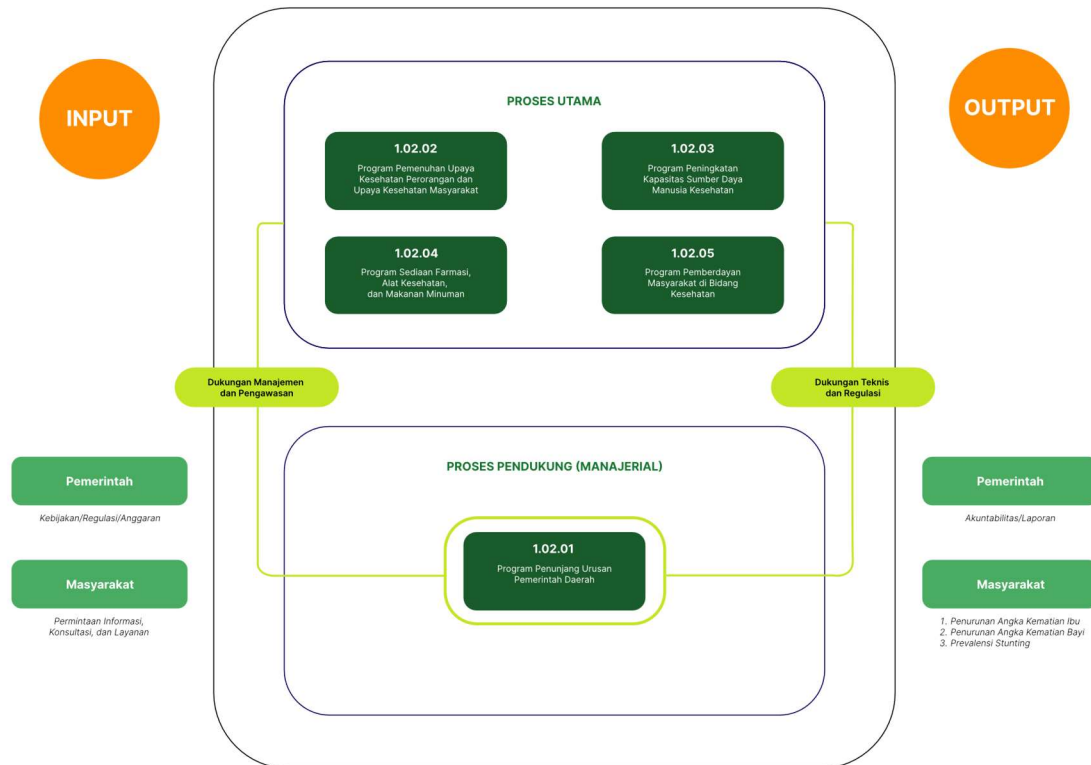 INPUT
Pemerintah
Kebijakan/Regulasi/Anggaran
Masyarakat
Permintaan Informasi,
Konsultasi, dan Layanan
PROSES UTAMA
1.02.02
Program Pemenuhan Upaya
Kesehatan Perorangan dan
Upaya Kesehatan Masyarakat
1.02.03
Program Peningkatan
Kapasitas Sumber Daya
Manusia Kesehatan
1.02.04
Program Sediaan Farmasi,
Alat Kesehatan,
dan Makanan Minuman
1.02.05
Program Pemberdayan
Masyarakat di Bidang
Kesehatan
Dukungan Manajemen
dan Pengawasan
Dukungan Teknis
dan Regulasi
PROSES PENDUKUNG (MANAJERIAL)
1.02.01
Program Penunjang Urusan
Pemerintah Daerah
OUTPUT
Pemerintah
Akuntabilitas/Laporan
Masyarakat
1. Penurunan Angka Kematian Ibu
2. Penurunan Angka Kematian Bayi
3. Prevalensi Stunting